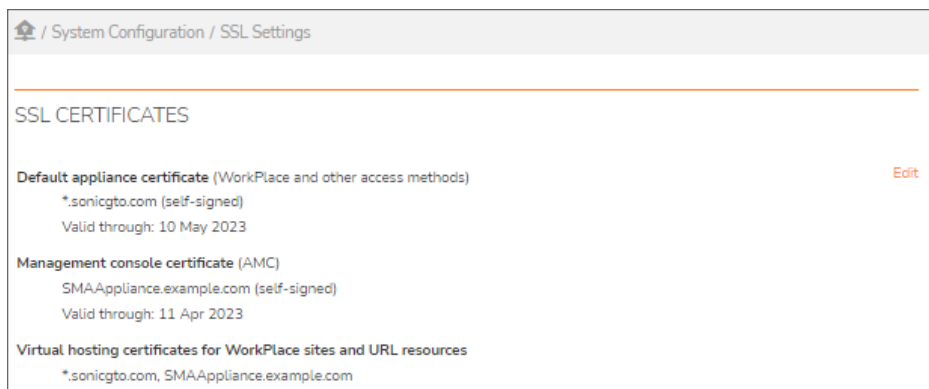 / System Configuration / SSL Settings
SSL CERTIFICATES
Default appliance certificate (WorkPlace and other access methods) Edit
*.sonicgto.com (self-signed)
Valid through: 10 May 2023
Management console certificate (AMC)
SMAAppliance.example.com (self-signed)
Valid through: 11 Apr 2023
Virtual hosting certificates for WorkPlace sites and URL resources
*.sonicgto.com, SMAAppliance.example.com